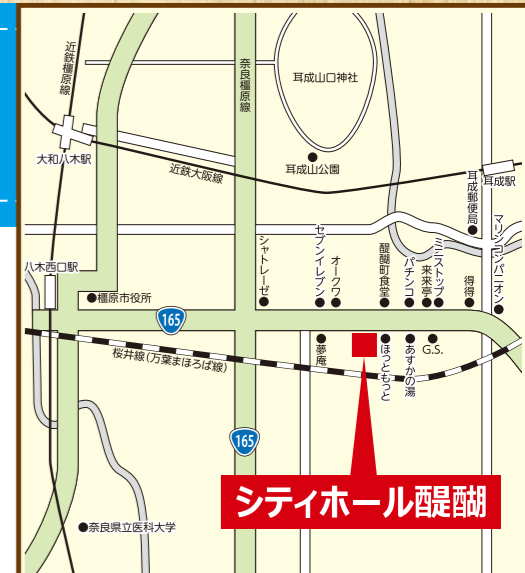 近鉄橿原線
奈良橿原線
耳成山口神社
大和八木駅
近鉄大阪線
耳成山公園
耳成駅
耳成郵便局
マリンコンパニオン
八木西口駅
橿原市役所
シャトレーゼ
セブンイレブン
オークワ
醍醐町食堂
パチンコ
来来亭
ミニストップ
得得
165
桜井線(万葉まほろば線)
夢庵
ほっともっと
あすかの湯
G.S.
165
シティホール醍醐
奈良県立医科大学